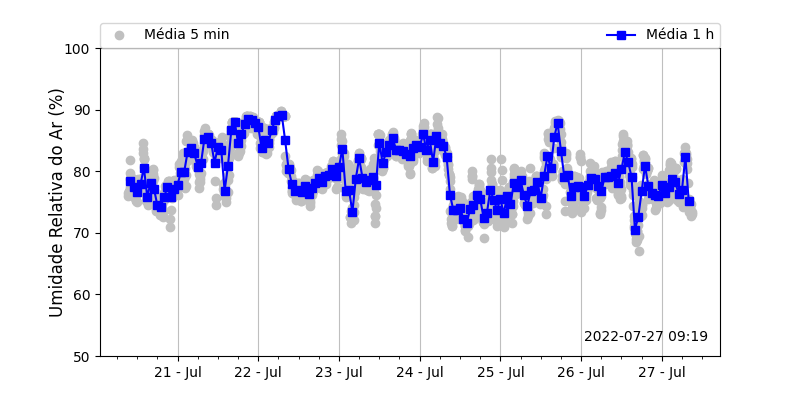 Média 5 min
Média 1 h
Umidade Relativa do Ar (%)
100
90
80
70
60
50
2022-07-27 09:19
21 - Jul
22 - Jul
23 - Jul
24 - Jul
25 - Jul
26 - Jul
27 - Jul